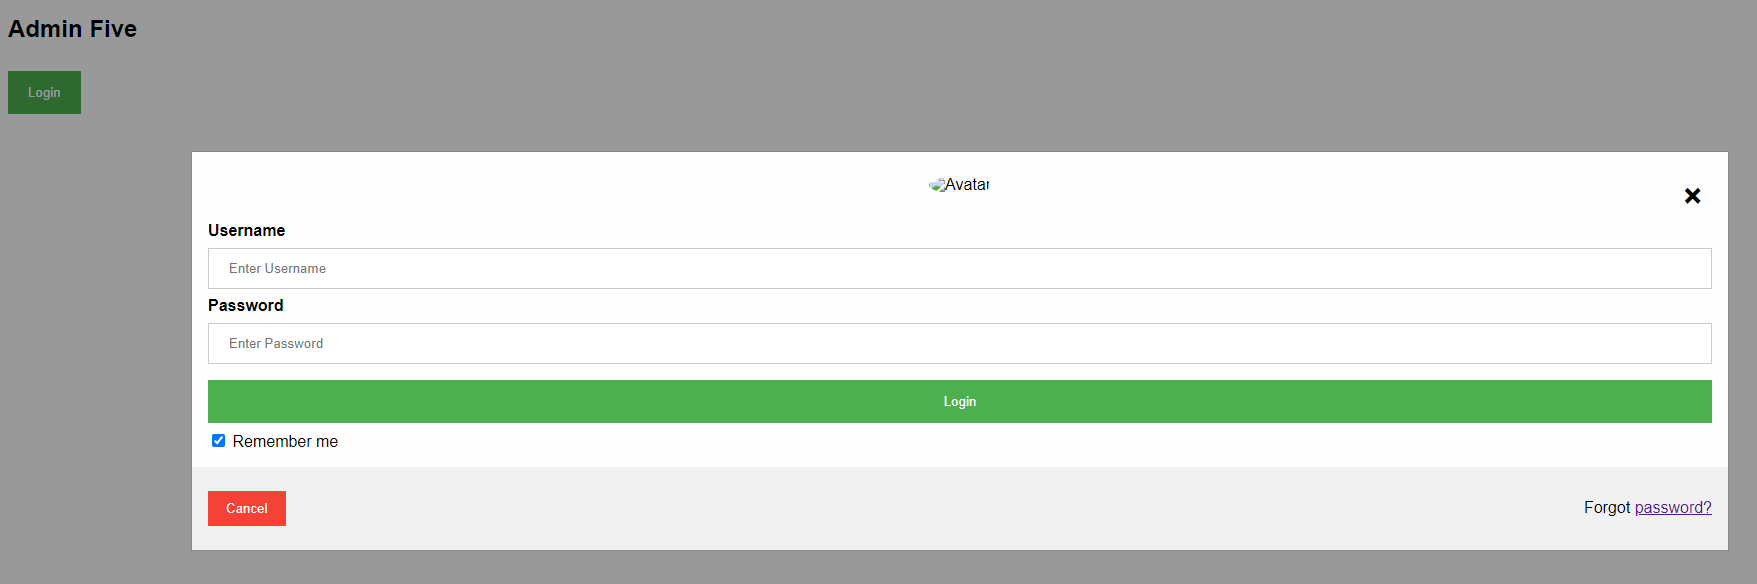 Admin Five
Login
Avatar
×
Username
Enter Username
Password
Enter Password
Login
Remember me
Cancel
Forgot password?